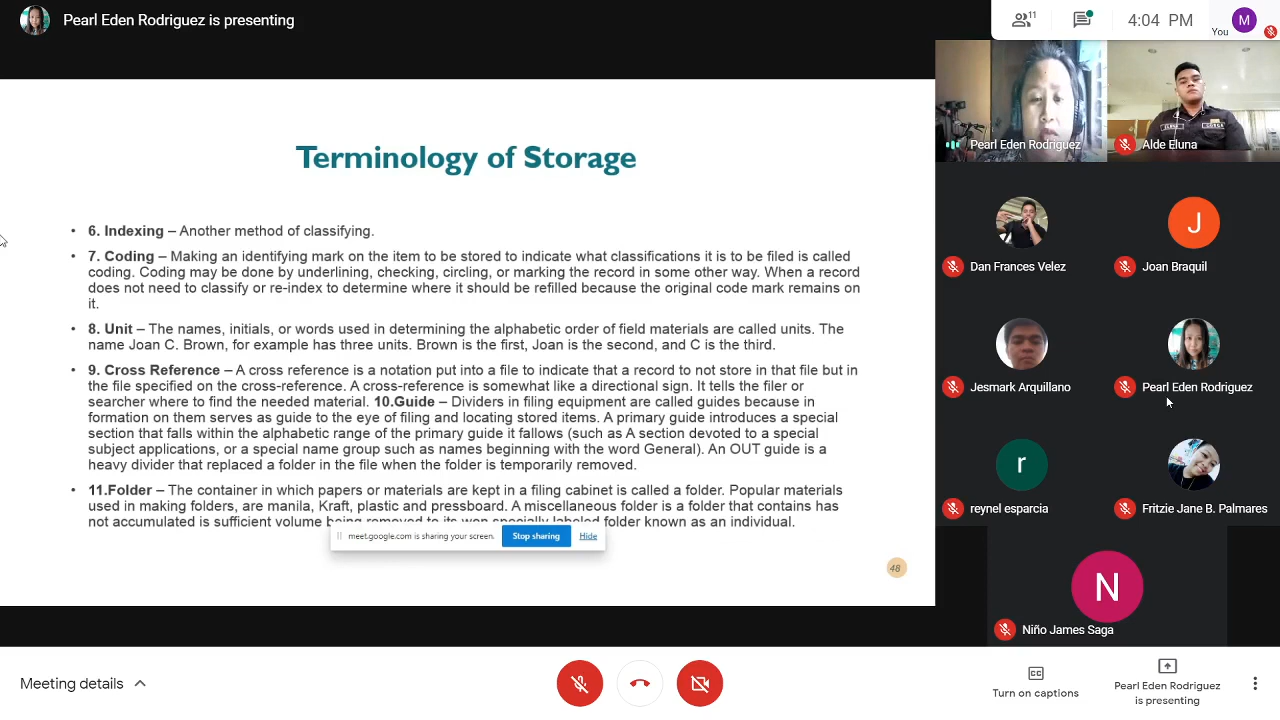 Pearl Eden Rodriguez is presenting
11
4:04 PM
You
M
Terminology of Storage
• 6. Indexing – Another method of classifying.
• 7. Coding – Making an identifying mark on the item to be stored to indicate what classifications it is to be filed is called
coding. Coding may be done by underlining, checking, circling, or marking the record in some other way. When a record
does not need to classify or re-index to determine where it should be refilled because the original code mark remains on
it.
• 8. Unit – The names, initials, or words used in determining the alphabetic order of field materials are called units. The
name Joan C. Brown, for example has three units. Brown is the first, Joan is the second, and C is the third.
• 9. Cross Reference – A cross reference is a notation put into a file to indicate that a record to not store in that file but in
the file specified on the cross-reference. A cross-reference is somewhat like a directional sign. It tells the filer or
searcher where to find the needed material. 10.Guide – Dividers in filing equipment are called guides because in
formation on them serves as guide to the eye of filing and locating stored items. A primary guide introduces a special
section that falls within the alphabetic range of the primary guide it fallows (such as A section devoted to a special
subject applications, or a special name group such as names beginning with the word General). An OUT guide is a
heavy divider that replaced a folder in the file when the folder is temporarily removed.
• 11.Folder – The container in which papers or materials are kept in a filing cabinet is called a folder. Popular materials
used in making folders, are manila, Kraft, plastic and pressboard. A miscellaneous folder is a folder that contains has
not accumulated is sufficient volume being removed to its won specially labeled folder known as an individual.
meet.google.com is sharing your screen.
Stop sharing
Hide
48
Pearl Eden Rodriguez
Alde Eluna
Dan Frances Velez
J
Joan Braquil
Jesmark Arquillano
Pearl Eden Rodriguez
r
reynel esparcia
Fritzie Jane B. Palmares
N
Niño James Saga
Meeting details
CC
Turn on captions
Pearl Eden Rodriguez
is presenting